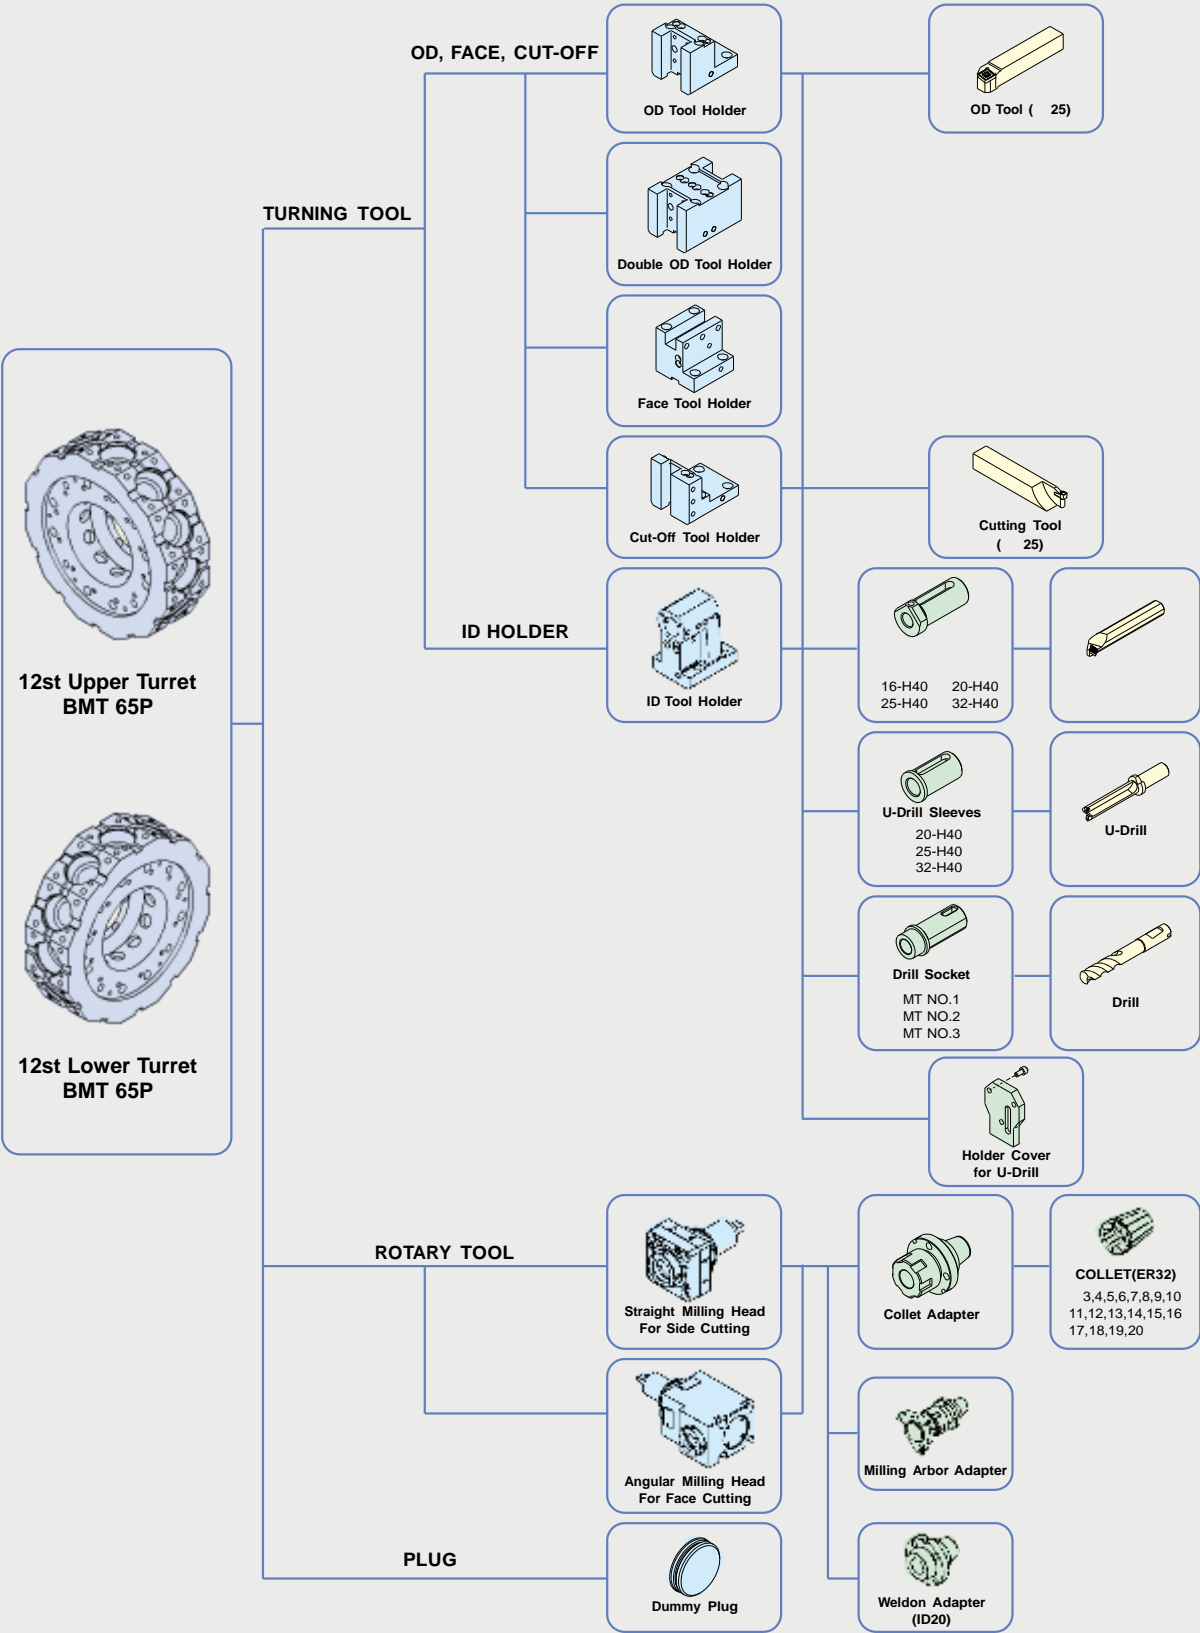 OD, FACE, CUT-OFF
OD Tool Holder
OD Tool ( 25)
TURNING TOOL
Double OD Tool Holder
Face Tool Holder
Cut-Off Tool Holder
Cutting Tool
( 25)
ID HOLDER
ID Tool Holder
16-H40 20-H40
25-H40 32-H40
12st Upper Turret
BMT 65P
U-Drill Sleeves
20-H40
25-H40
32-H40
U-Drill
Drill Socket
MT NO.1
MT NO.2
MT NO.3
Drill
12st Lower Turret
BMT 65P
Holder Cover
for U-Drill
ROTARY TOOL
Straight Milling Head
For Side Cutting
Collet Adapter
COLLET(ER32)
3,4,5,6,7,8,9,10
11,12,13,14,15,16
17,18,19,20
Angular Milling Head
For Face Cutting
Milling Arbor Adapter
PLUG
Dummy Plug
Weldon Adapter
(ID20)